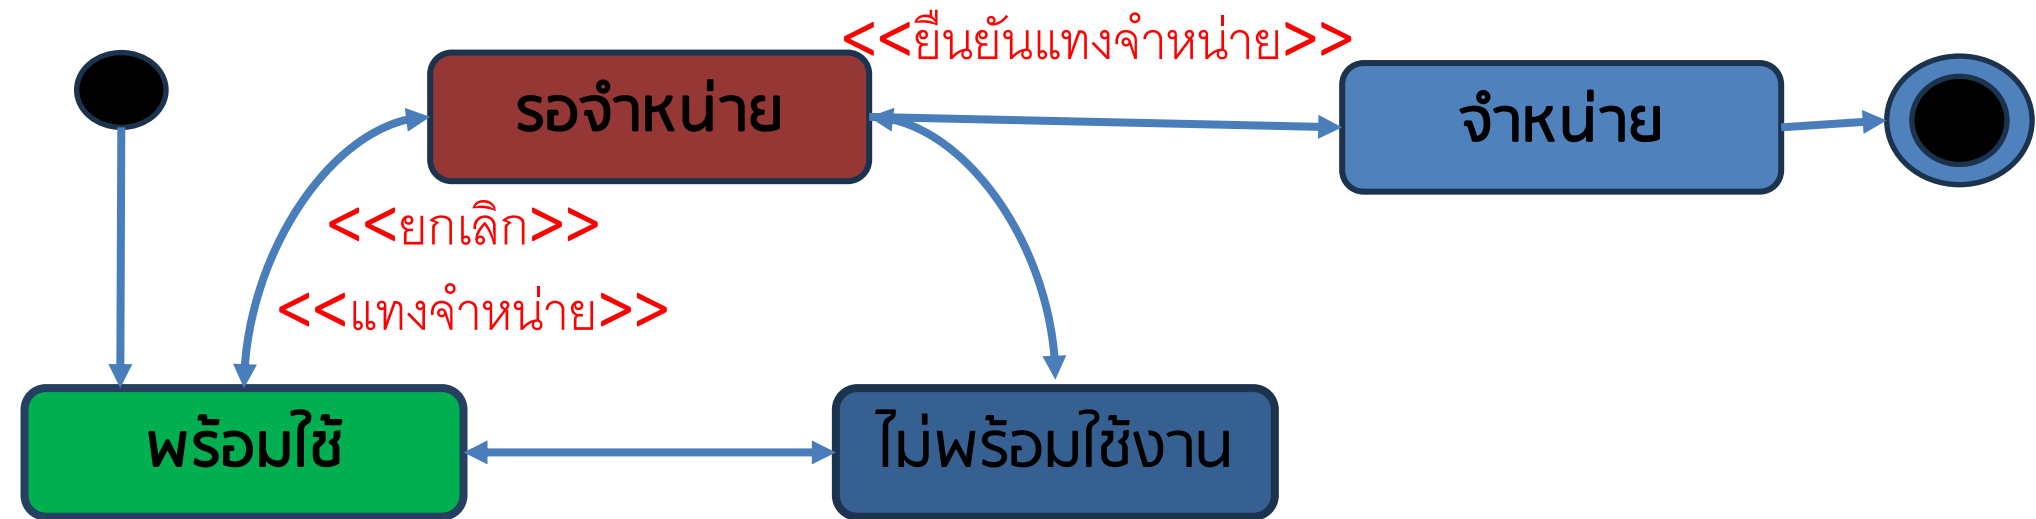 <<ยืนยันแทงจำหน่าย>>
รอจำหน่าย
จำหน่าย
<<ยกเลิก>>
<<แทงจำหน่าย>>
พร้อมใช้
ไม่พร้อมใช้งาน